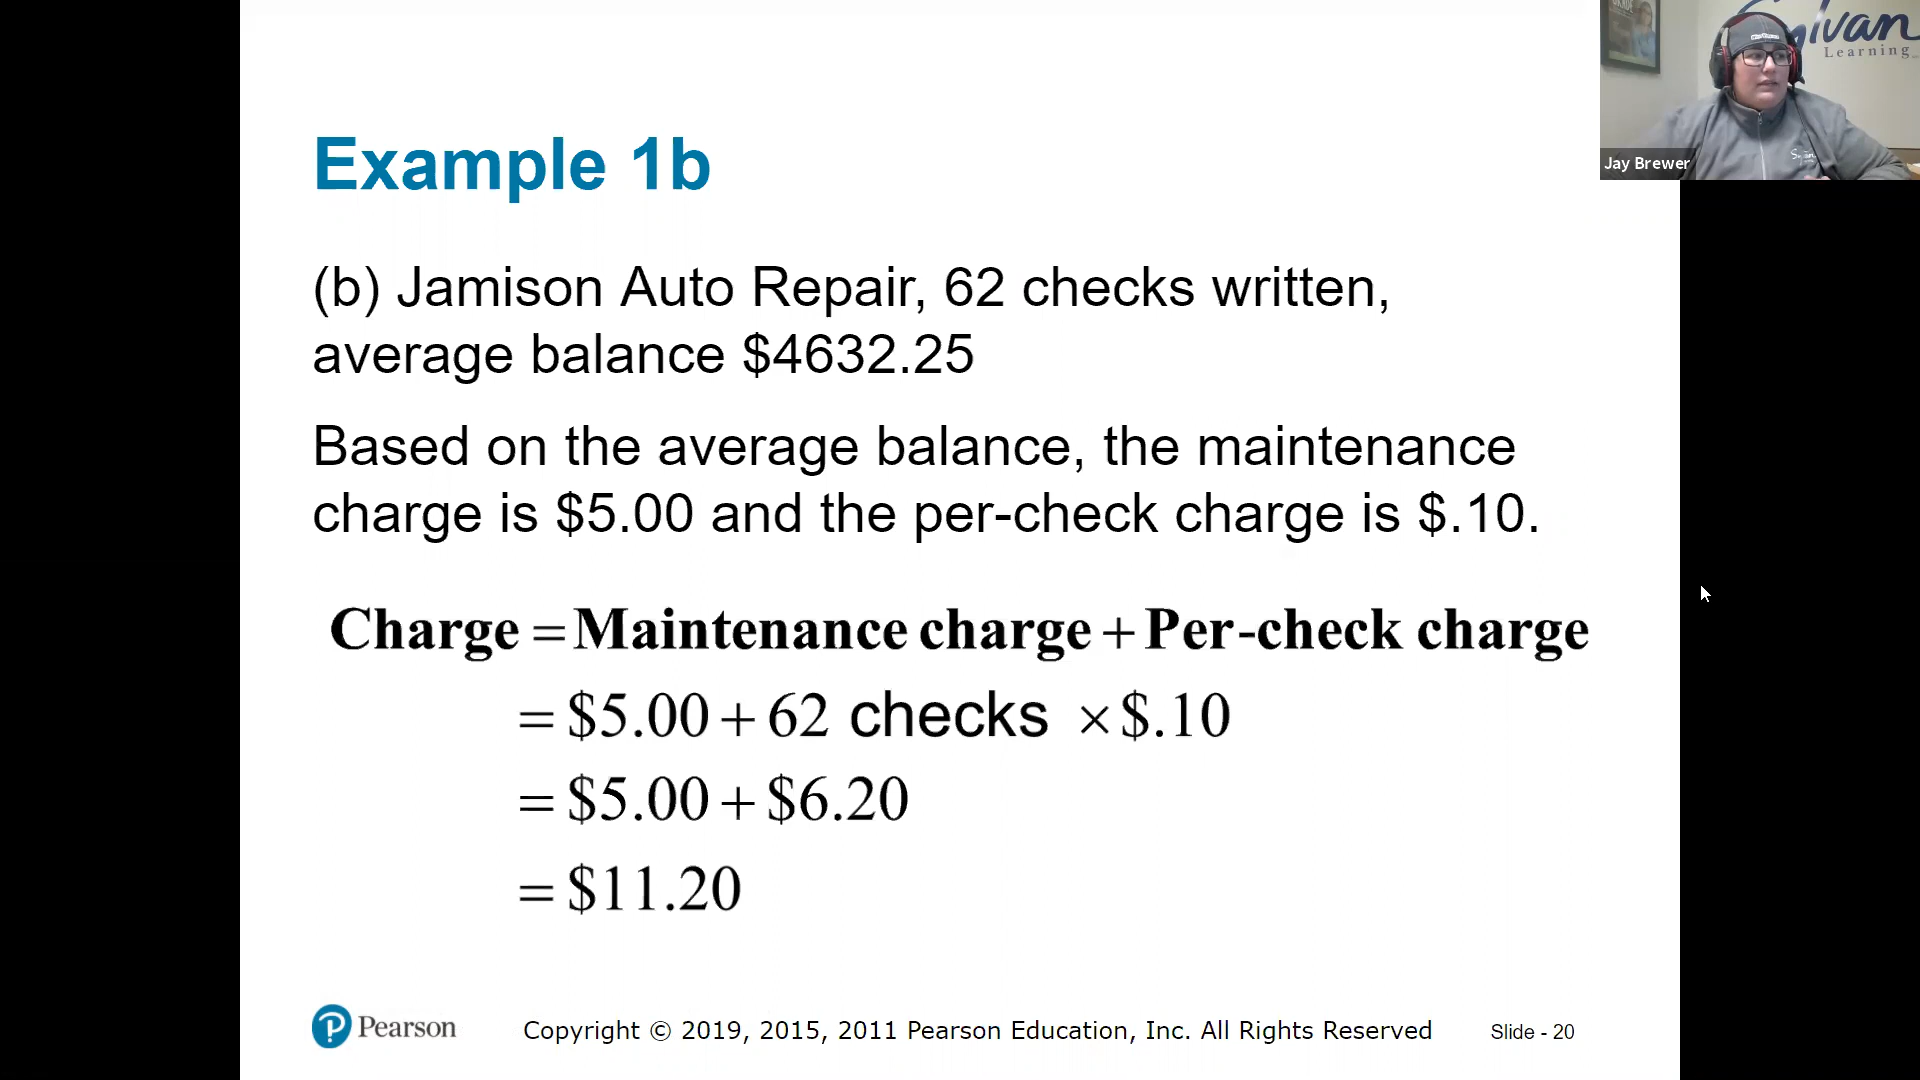 Example 1b
(b) Jamison Auto Repair, 62 checks written,
average balance $4632.25
Based on the average balance, the maintenance
charge is $5.00 and the per-check charge is $.10.
Charge = Maintenance charge + Per-check charge
= $5.00 + 62 checks × $.10
= $5.00 + $6.20
= $11.20
Pearson
Copyright © 2019, 2015, 2011 Pearson Education, Inc. All Rights Reserved
Slide - 20
Sylvan
Learning
Jay Brewer